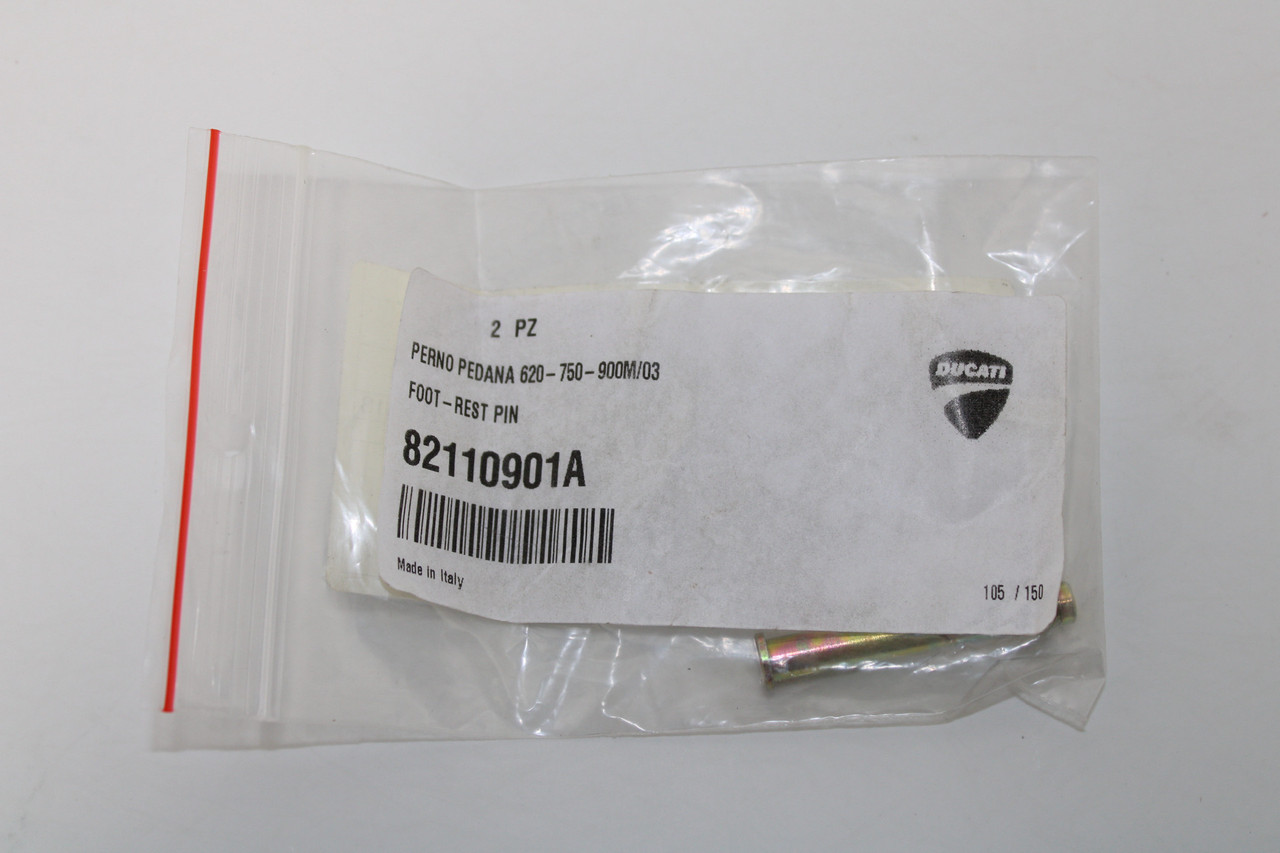 2 PZ
PERNO PEDANA 620-750-900M/03
FOOT-REST PIN
82110901A
Made in Italy
DUCATI
105 / 150